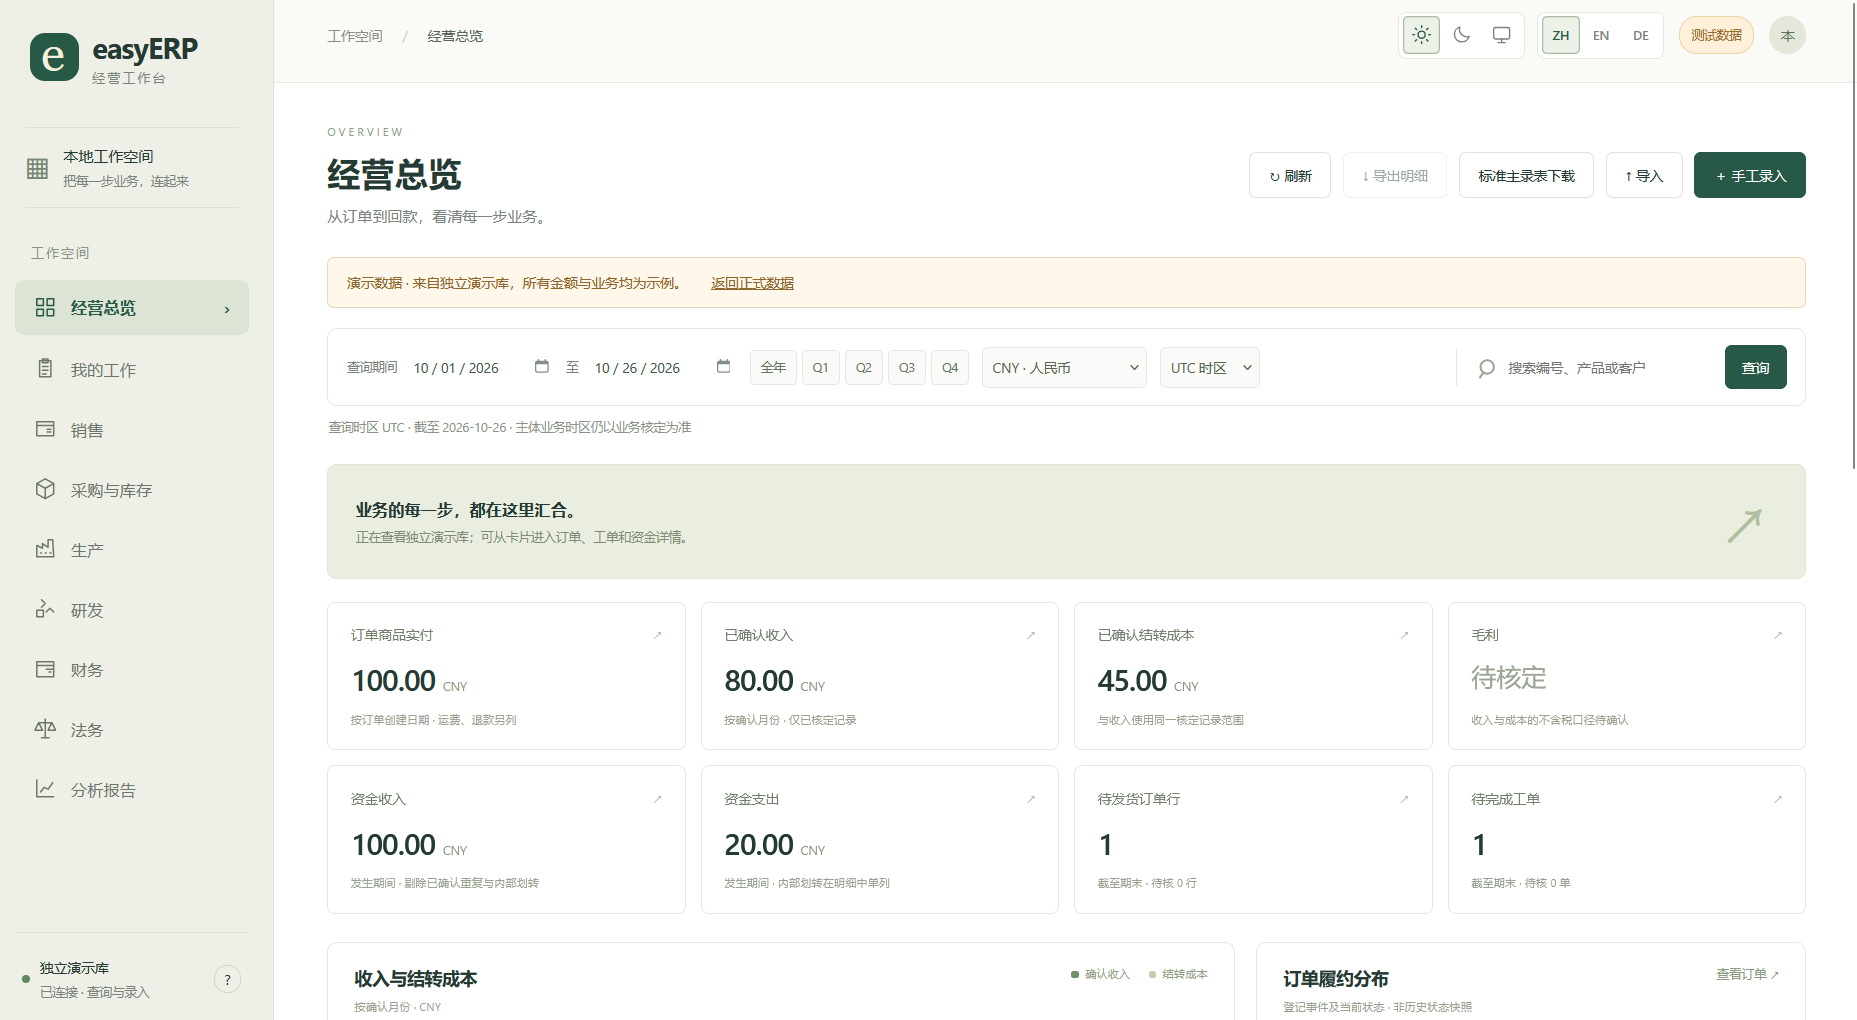 e
easyERP
经营工作台
本地工作空间
把每一步业务，连起来
工作空间
经营总览 ›
我的工作
销售
采购与库存
生产
研发
财务
法务
分析报告
独立演示库
已连接 · 查询与录入
?
工作空间 / 经营总览
ZH EN DE
测试数据
本
OVERVIEW
经营总览
从订单到回款，看清每一步业务。
↻ 刷新
↓ 导出明细
标准主录表下载
↑ 导入
+ 手工录入
演示数据 · 来自独立演示库，所有金额与业务均为示例。 返回正式数据
查询期间 10 / 01 / 2026 至 10 / 26 / 2026 全年 Q1 Q2 Q3 Q4 CNY · 人民币 UTC 时区 搜索编号、产品或客户 查询
查询时区 UTC · 截至 2026-10-26 · 主体业务时区仍以业务核定为准
业务的每一步，都在这里汇合。
正在查看独立演示库；可从卡片进入订单、工单和资金详情。
订单商品实付 ↗
100.00 CNY
按订单创建日期 · 运费、退款另列
已确认收入 ↗
80.00 CNY
按确认月份 · 仅已核定记录
已确认结转成本 ↗
45.00 CNY
与收入使用同一核定记录范围
毛利 ↗
待核定
收入与成本的不含税口径待确认
资金收入 ↗
100.00 CNY
发生期间 · 剔除已确认重复与内部划转
资金支出 ↗
20.00 CNY
发生期间 · 内部划转在明细中单列
待发货订单行 ↗
1
截至期末 · 待核 0 行
待完成工单 ↗
1
截至期末 · 待核 0 单
收入与结转成本
按确认月份 · CNY
确认收入 结转成本
订单履约分布
登记事件及当前状态 · 非历史状态快照
查看订单 ↗